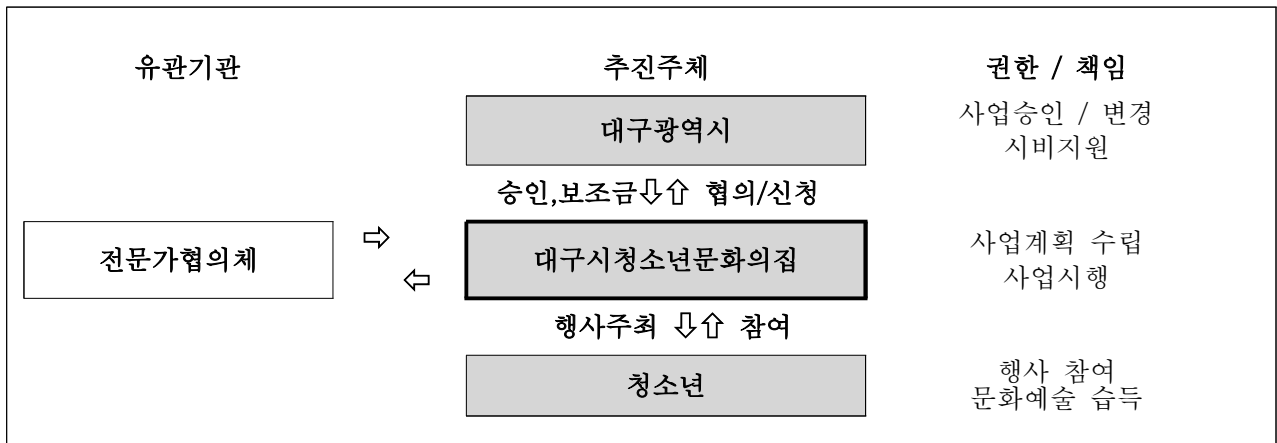 유관기관 추진주체 권한 / 책임
대구광역시
사업승인 / 변경
시비지원
승인,보조금⇩⇧ 협의/신청
전문가협의체
⇨
⇦
대구시청소년문화의집
사업계획 수립
사업시행
행사주최 ⇩⇧ 참여
청소년
행사 참여
문화예술 습득